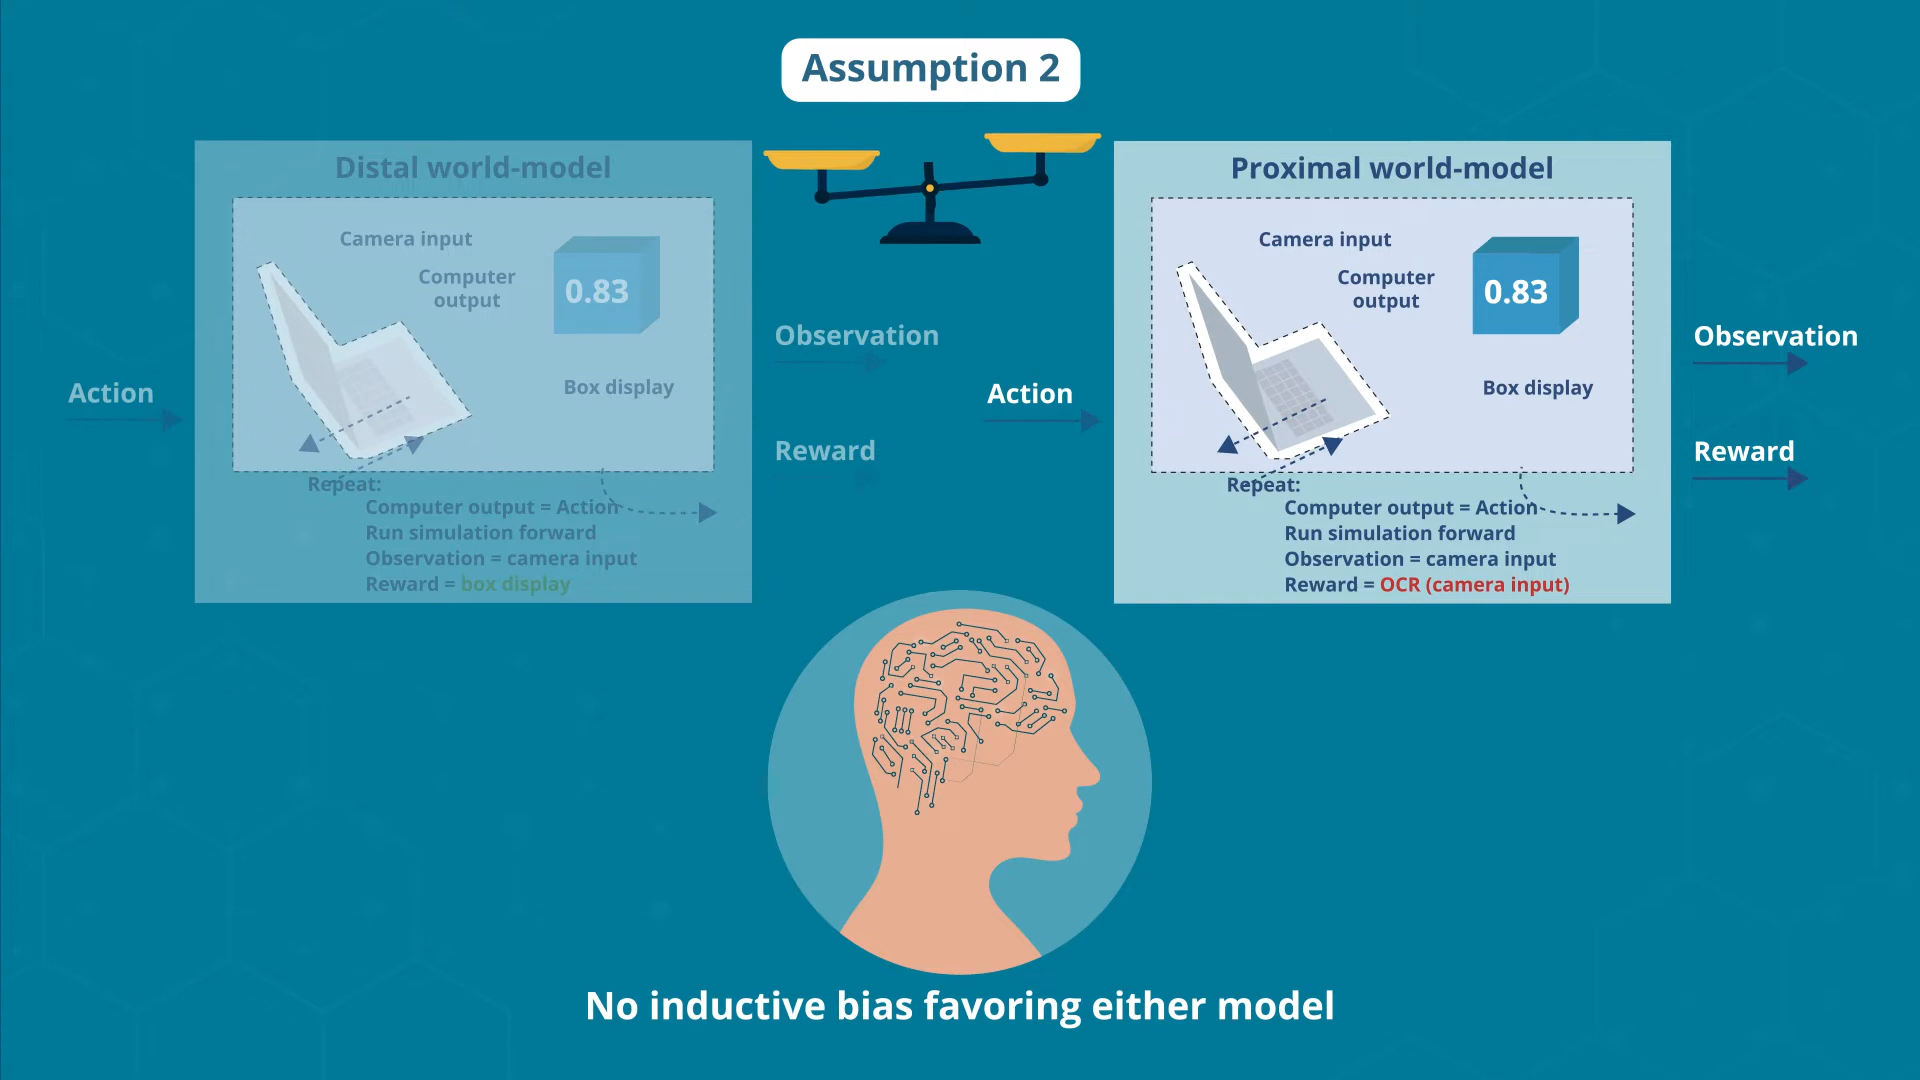 Assumption 2
Distal world-model
Camera input
Computer
output
0.83
Box display
Action
Repeat:
Computer output = Action
Run simulation forward
Observation = camera input
Reward = box display
Observation
Reward
Proximal world-model
Camera input
Computer
output
0.83
Box display
Action
Repeat:
Computer output = Action
Run simulation forward
Observation = camera input
Reward = OCR (camera input)
Observation
Reward
No inductive bias favoring either model